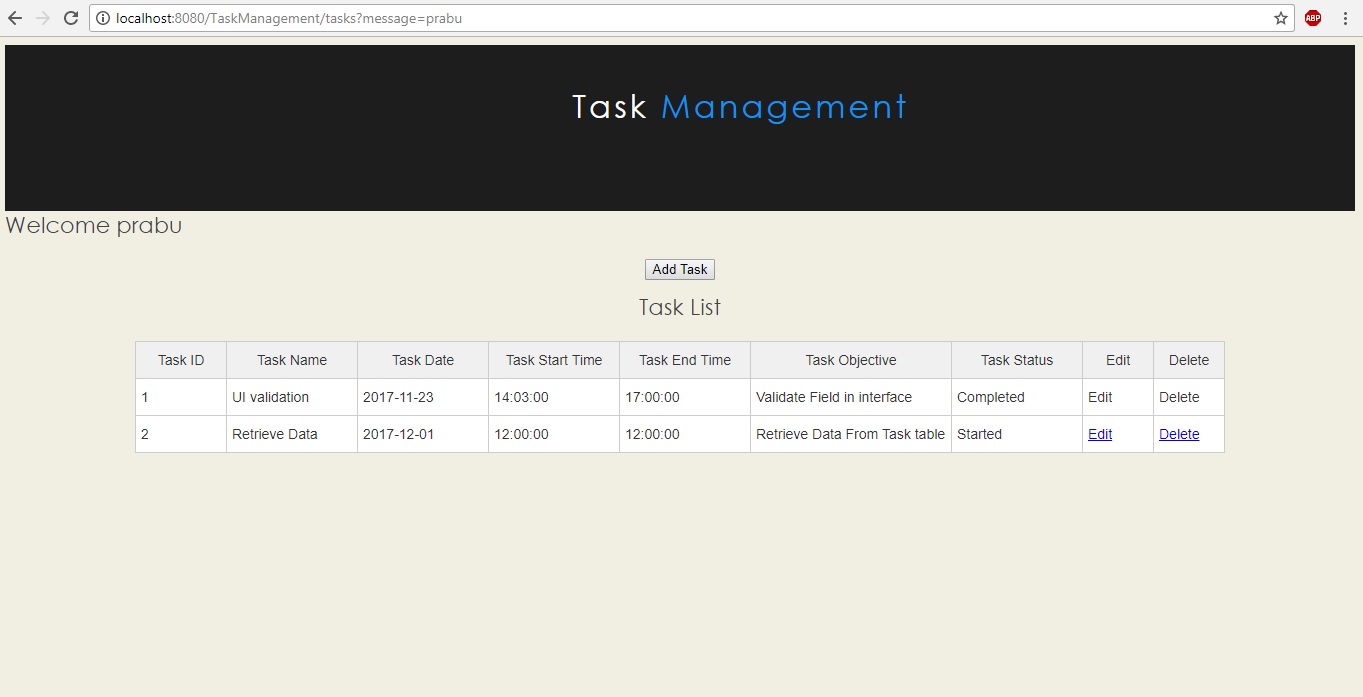 localhost:8080/TaskManagement/tasks?message=prabu
ABP
Task Management
Welcome prabu
Add Task
Task List
Task ID Task Name Task Date Task Start Time Task End Time Task Objective Task Status Edit Delete
1 UI validation 2017-11-23 14:03:00 17:00:00 Validate Field in interface Completed Edit Delete
2 Retrieve Data 2017-12-01 12:00:00 12:00:00 Retrieve Data From Task table Started Edit Delete